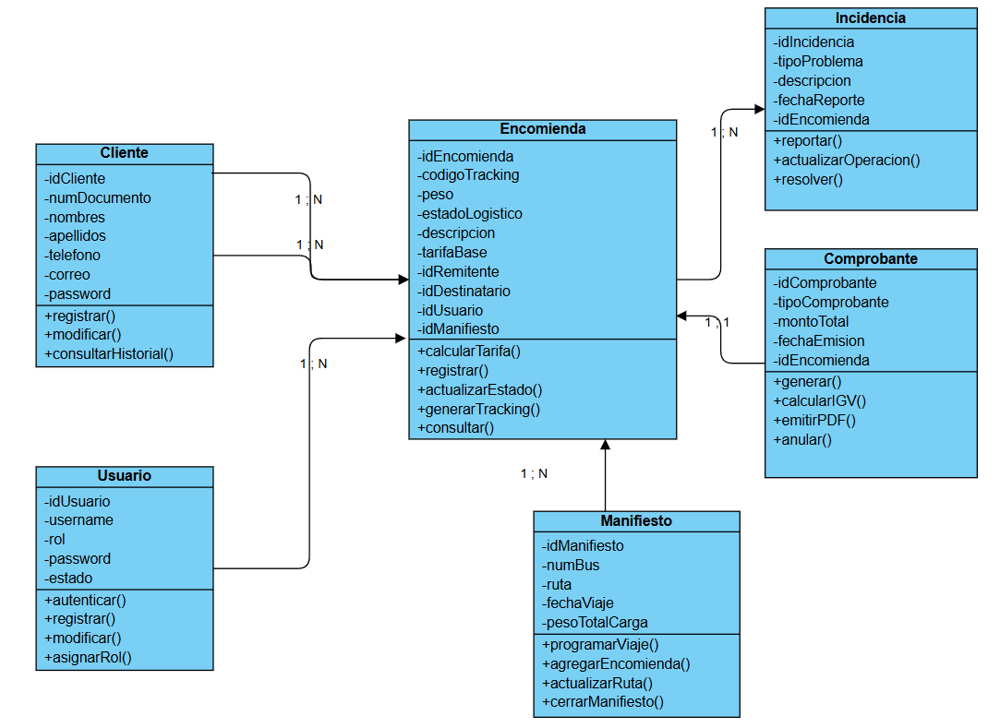 Cliente
-idCliente
-numDocumento
-nombres
-apellidos
-telefono
-correo
-password
+registrar()
+modificar()
+consultarHistorial()
1 ; N
1 ; N
Usuario
-idUsuario
-username
-rol
-password
-estado
+autenticar()
+registrar()
+modificar()
+asignarRol()
1 ; N
Encomienda
-idEncomienda
-codigoTracking
-peso
-estadoLogistico
-descripcion
-tarifaBase
-idRemitente
-idDestinatario
-idUsuario
-idManifiesto
+calcularTarifa()
+registrar()
+actualizarEstado()
+generarTracking()
+consultar()
1 ; N
Manifiesto
-idManifiesto
-numBus
-ruta
-fechaViaje
-pesoTotalCarga
+programarViaje()
+agregarEncomienda()
+actualizarRuta()
+cerrarManifiesto()
1 ; N
Incidencia
-idIncidencia
-tipoProblema
-descripcion
-fechaReporte
-idEncomienda
+reportar()
+actualizarOperacion()
+resolver()
1 ; 1
Comprobante
-idComprobante
-tipoComprobante
-montoTotal
-fechaEmision
-idEncomienda
+generar()
+calcularIGV()
+emitirPDF()
+anular()